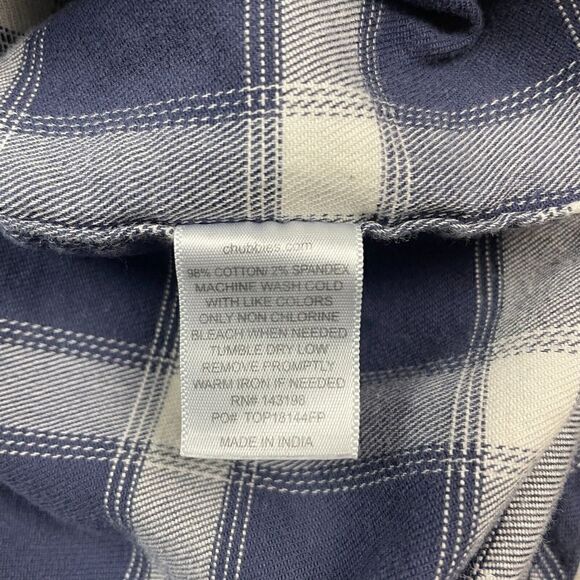 chubbies.com
98% COTTON/ 2% SPANDEX
MACHINE WASH COLD
WITH LIKE COLORS
ONLY NON CHLORINE
BLEACH WHEN NEEDED
TUMBLE DRY LOW
REMOVE PROMPTLY
WARM IRON IF NEEDED
RN# 143198
PO# TOP18144FP
MADE IN INDIA